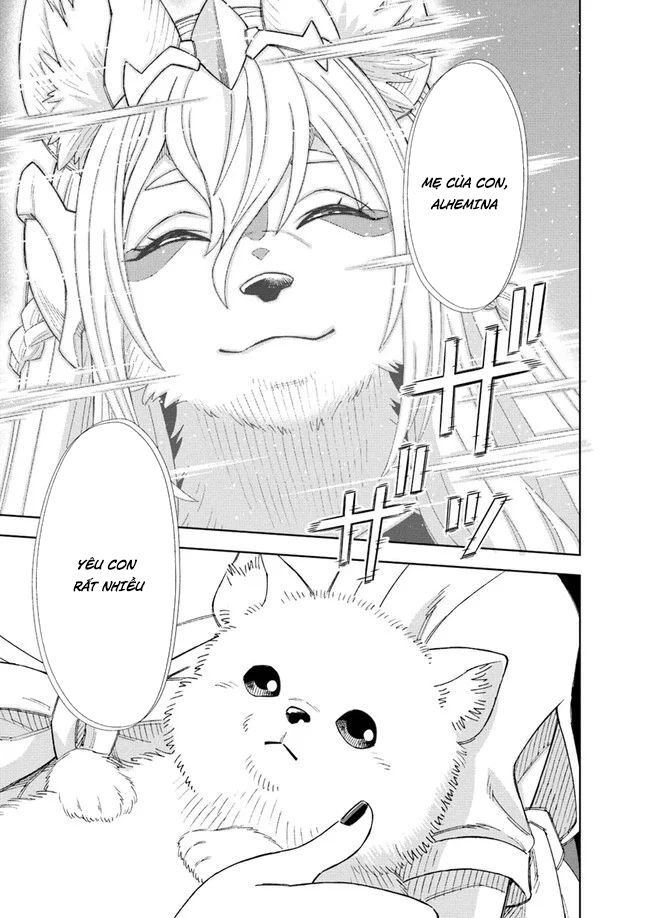 MẸ CỦA CON,
ALHEMINA
ザザッ
ザザッ
YÊU CON
RẤT NHIỀU